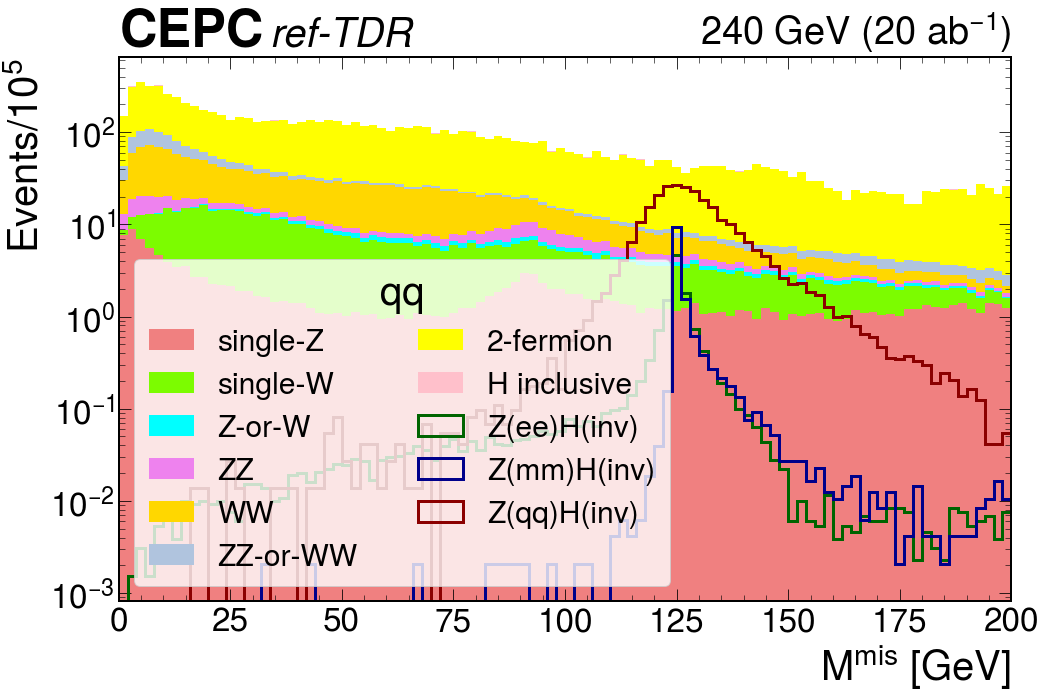 CEPC ref-TDR 240 GeV (20 ab⁻¹)
Events/10⁵
10²
10¹
10⁰
10⁻¹
10⁻²
10⁻³
qq
single-Z
single-W
Z-or-W
ZZ
WW
ZZ-or-WW
2-fermion
H inclusive
Z(ee)H(inv)
Z(mm)H(inv)
Z(qq)H(inv)
0 25 50 75 100 125 150 175 200
Mᵐⁱˢ [GeV]